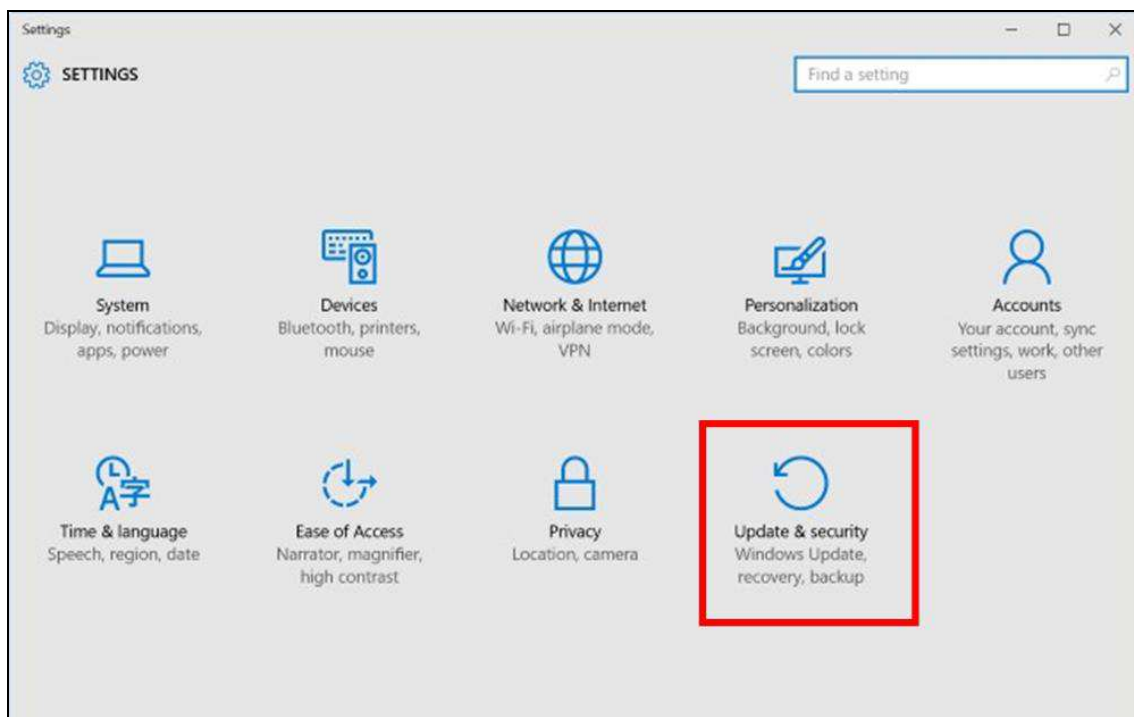 Settings
SETTINGS
Find a setting
System
Display, notifications,
apps, power
Devices
Bluetooth, printers,
mouse
Network & Internet
Wi-Fi, airplane mode,
VPN
Personalization
Background, lock
screen, colors
Accounts
Your account, sync
settings, work, other
users
A字
Time & language
Speech, region, date
Ease of Access
Narrator, magnifier,
high contrast
Privacy
Location, camera
Update & security
Windows Update,
recovery, backup